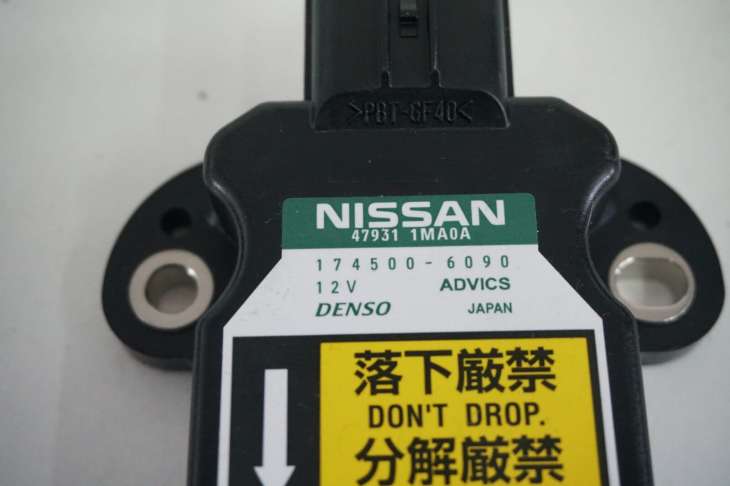 >PBT-GF40<
NISSAN
47931 1MA0A
174500-6090
12V ADVICS
DENSO JAPAN
落下厳禁
DON'T DROP.
分解厳禁